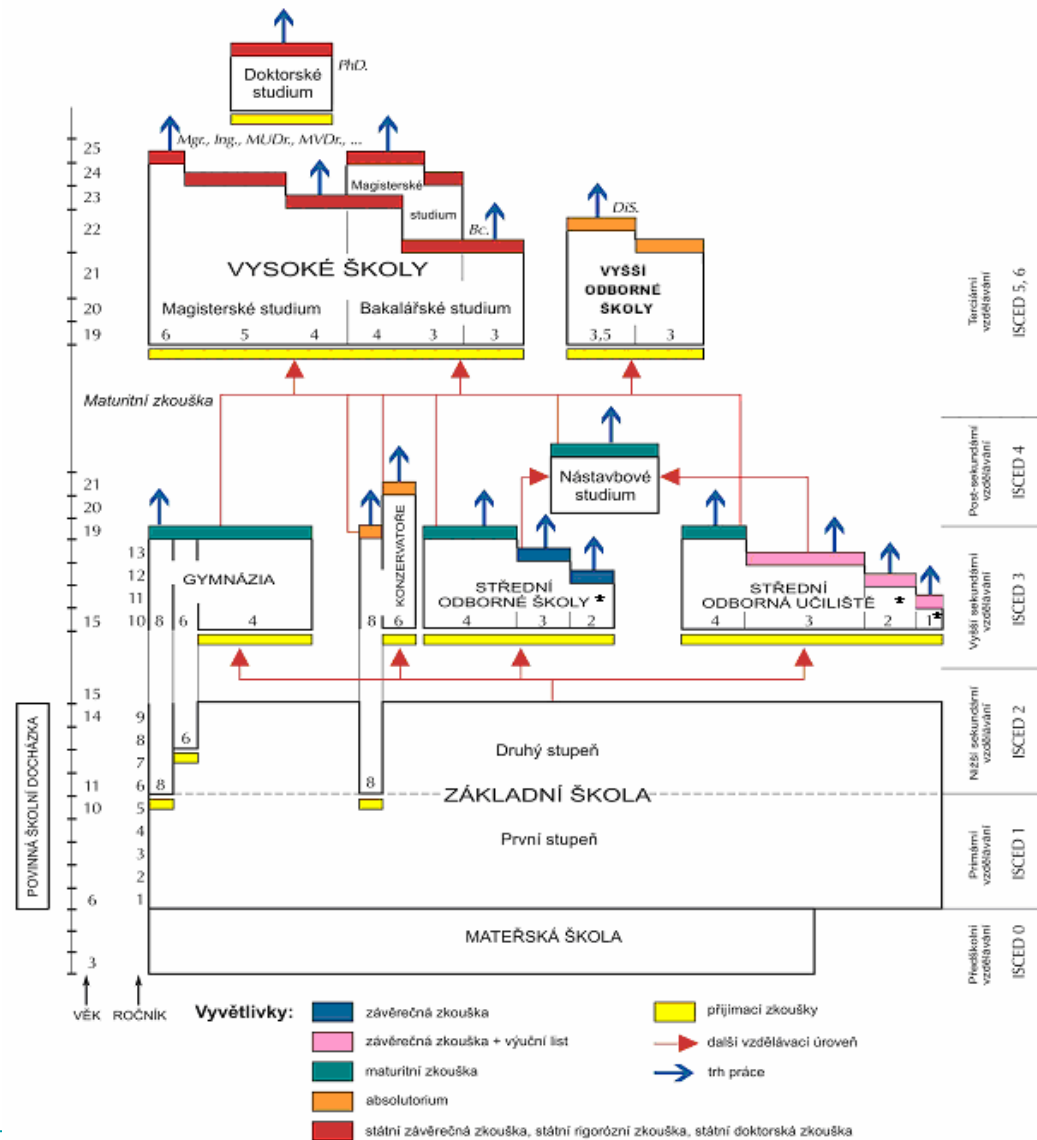 PhD.
Doktorské
studium
Mgr., Ing., MUDr., MVDr., ...
25
24
23
22
21
20
19
Magisterské
studium
Bc.
DiS.
VYSOKÉ ŠKOLY
VYŠŠÍ
ODBORNÉ
ŠKOLY
Magisterské studium
Bakalářské studium
6 5 4 4 3 3
3,5 3
Terciární
vzdělávání
ISCED 5, 6
Maturitní zkouška
Nástavbové
studium
Post-sekundární
vzdělávání
ISCED 4
21
20
19
15
13
12
11
10
GYMNÁZIA
8 6 4
KONZERVATOŘE
8 6
STŘEDNÍ
ODBORNÉ ŠKOLY *
4 3 2
STŘEDNÍ
ODBORNÁ UČILIŠTĚ *
4 3 2 1*
Vyšší sekundární
vzdělávání
ISCED 3
POVINNÁ ŠKOLNÍ DOCHÁZKA
15
14
11
10
6
3
9
8
7
6
5
4
3
2
1
6
8
8
Druhý stupeň
ZÁKLADNÍ ŠKOLA
První stupeň
Nižší sekundární
vzdělávání
ISCED 2
Primární
vzdělávání
ISCED 1
MATEŘSKÁ ŠKOLA
Předškolní
vzdělávání
ISCED 0
VĚK ROČNÍK
Vyvětlivky:
závěrečná zkouška
závěrečná zkouška + výuční list
maturitní zkouška
absolutorium
státní závěrečná zkouška, státní rigorózní zkouška, státní doktorská zkouška
přijímací zkoušky
další vzdělávací úroveň
trh práce